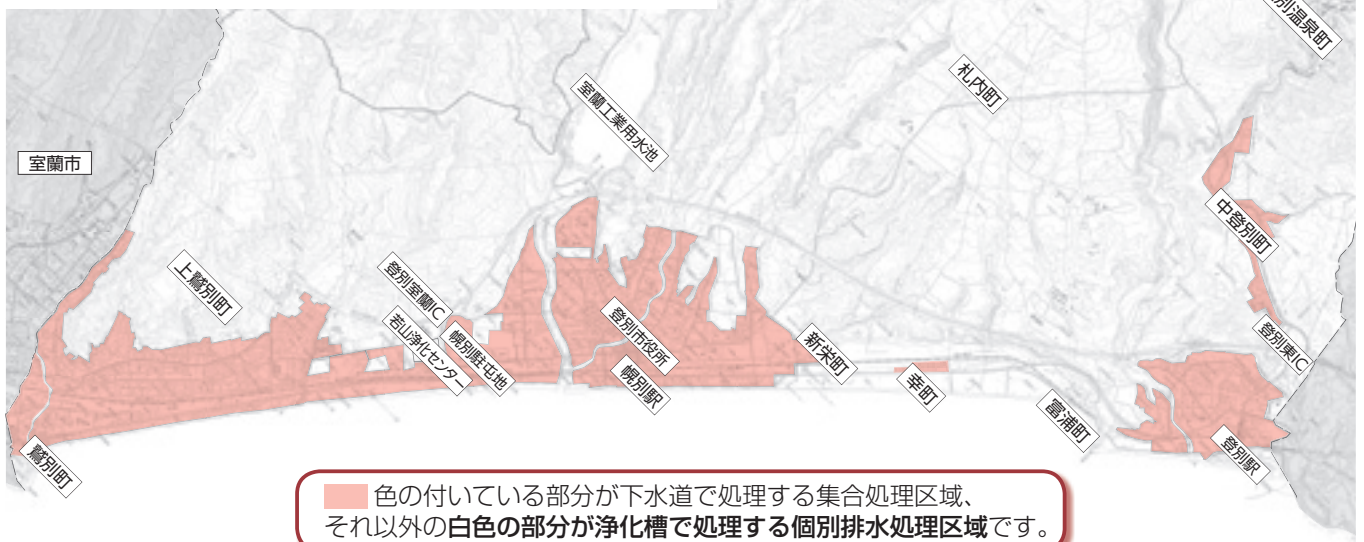 別温泉町
札内町
室蘭工業用水池
室蘭市
中登別町
上鷲別町
登別室蘭IC
若山浄化センター
幌別駐屯地
登別市役所
幌別駅
新栄町
幸町
登別東IC
富浦町
登別駅
鷲別町
色の付いている部分が下水道で処理する集合処理区域、
それ以外の白色の部分が浄化槽で処理する個別排水処理区域です。